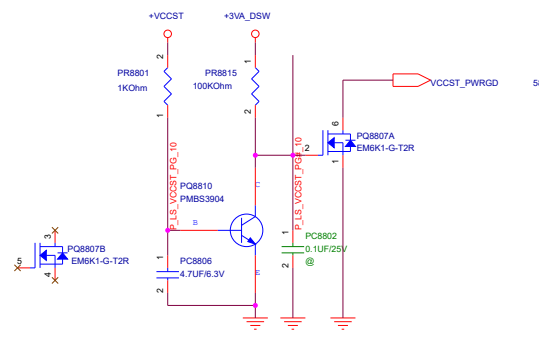 +VCCST
+3VA_DSW
2
1
PR8801
1KOhm
1
PR8815
100KOhm
2
VCCST_PWRGD
58
6
PQ8807A
2
EM6K1-G-T2R
1
P_LS_VCCST_PG_10
P_LS_VCCST_PG_10
PQ8810
PMBS3904
C
B
E
3
PQ8807B
5
EM6K1-G-T2R
4
1
PC8806
4.7UF/6.3V
2
1
PC8802
0.1UF/25V
2
@